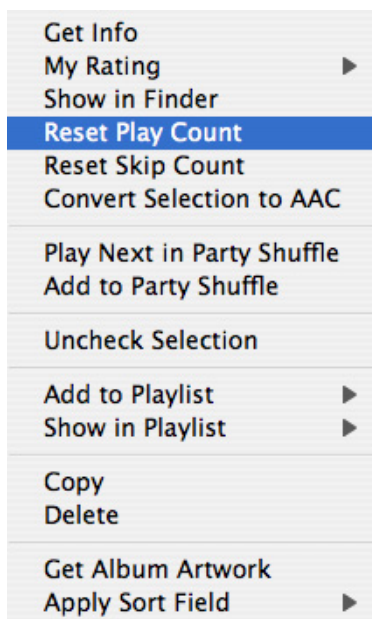 Get Info
My Rating
Show in Finder
Reset Play Count
Reset Skip Count
Convert Selection to AAC
Play Next in Party Shuffle
Add to Party Shuffle
Uncheck Selection
Add to Playlist
Show in Playlist
Copy
Delete
Get Album Artwork
Apply Sort Field